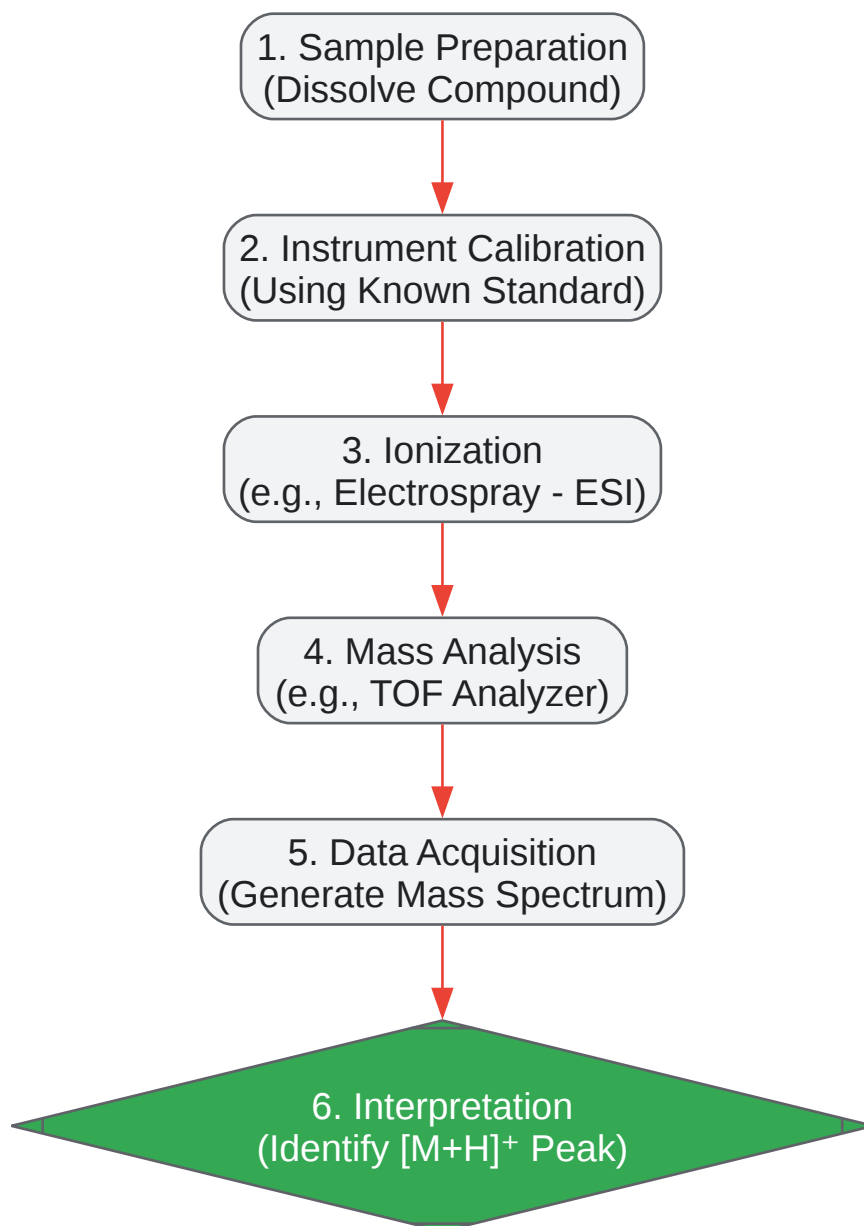 1. Sample Preparation
(Dissolve Compound)
2. Instrument Calibration
(Using Known Standard)
3. Ionization
(e.g., Electrospray - ESI)
4. Mass Analysis
(e.g., TOF Analyzer)
5. Data Acquisition
(Generate Mass Spectrum)
6. Interpretation
(Identify [M+H]⁺ Peak)